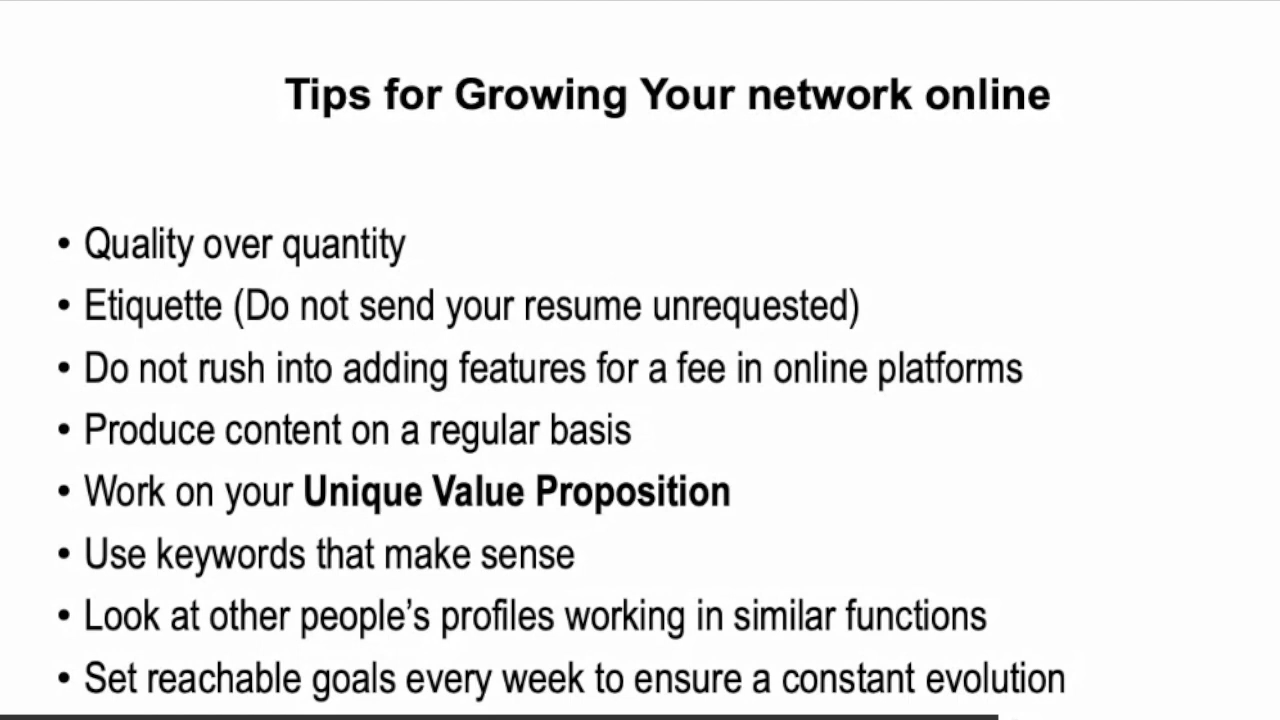 Tips for Growing Your network online
• Quality over quantity
• Etiquette (Do not send your resume unrequested)
• Do not rush into adding features for a fee in online platforms
• Produce content on a regular basis
• Work on your Unique Value Proposition
• Use keywords that make sense
• Look at other people’s profiles working in similar functions
• Set reachable goals every week to ensure a constant evolution